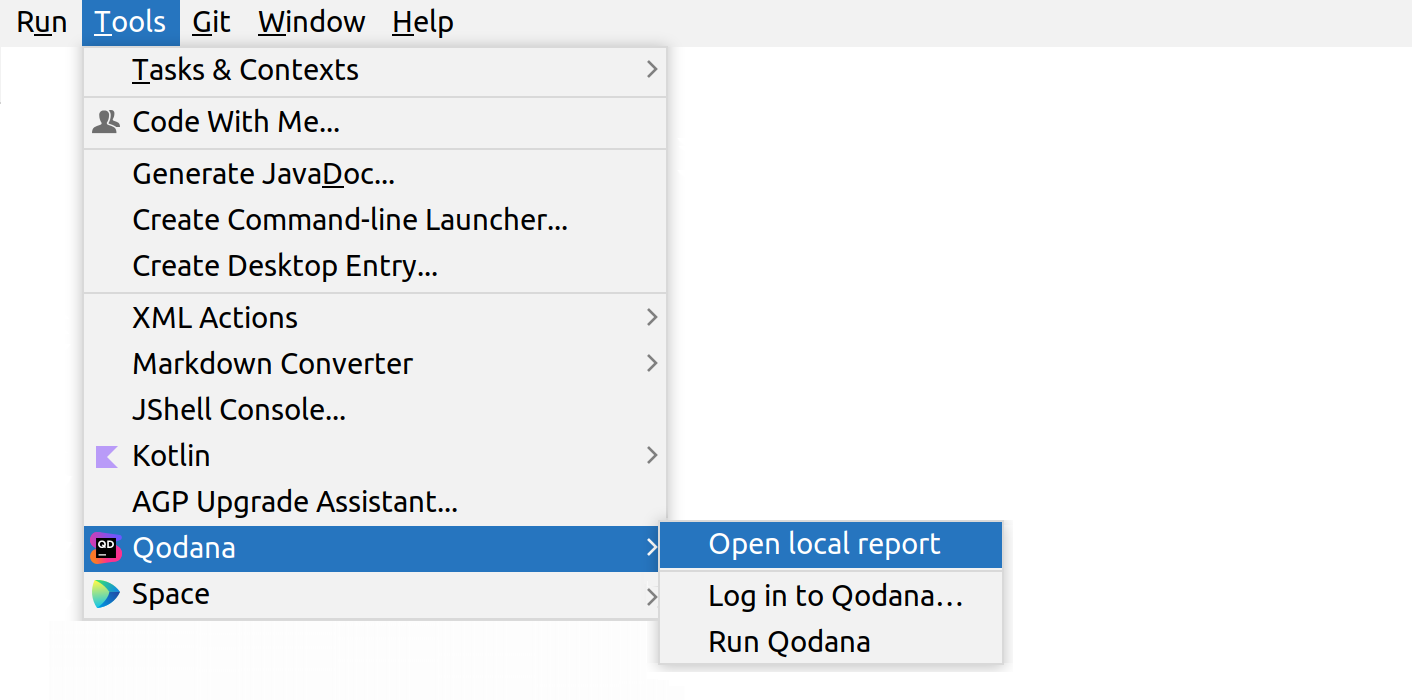 Run Tools Git Window Help
Tasks & Contexts
Code With Me...
Generate JavaDoc...
Create Command-line Launcher...
Create Desktop Entry...
XML Actions
Markdown Converter
JShell Console...
Kotlin
AGP Upgrade Assistant...
QD Qodana
Space
Open local report
Log in to Qodana...
Run Qodana